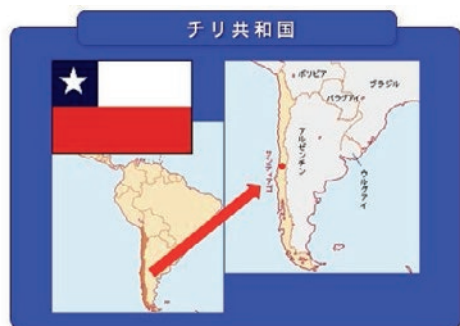 チリ共和国
ボリビア
ブラジル
パラグアイ
アルゼンチン
サンティアゴ
ウルグアイ